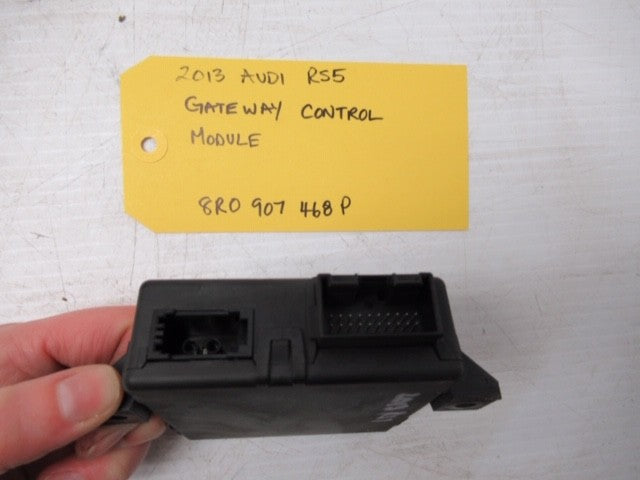 2013 AUDI RS5
GATEWAY CONTROL
MODULE
8R0 907 468 P